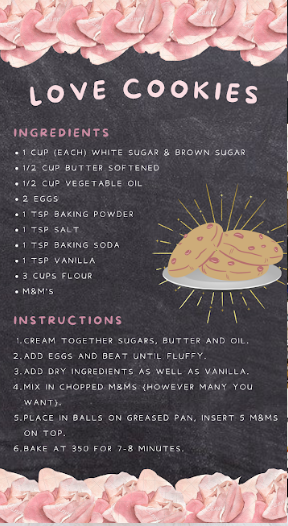 LOVE COOKIES
INGREDIENTS
• 1 CUP (EACH) WHITE SUGAR & BROWN SUGAR
• 1/2 CUP BUTTER SOFTENED
• 1/2 CUP VEGETABLE OIL
• 2 EGGS
• 1 TSP BAKING POWDER
• 1 TSP SALT
• 1 TSP BAKING SODA
• 1 TSP VANILLA
• 3 CUPS FLOUR
• M&M'S
INSTRUCTIONS
1. CREAM TOGETHER SUGARS, BUTTER AND OIL.
2. ADD EGGS AND BEAT UNTIL FLUFFY.
3. ADD DRY INGREDIENTS AS WELL AS VANILLA.
4. MIX IN CHOPPED M&MS (HOWEVER MANY YOU
WANT).
5. PLACE IN BALLS ON GREASED PAN, INSERT 5 M&MS
ON TOP.
6. BAKE AT 350 FOR 7-8 MINUTES.